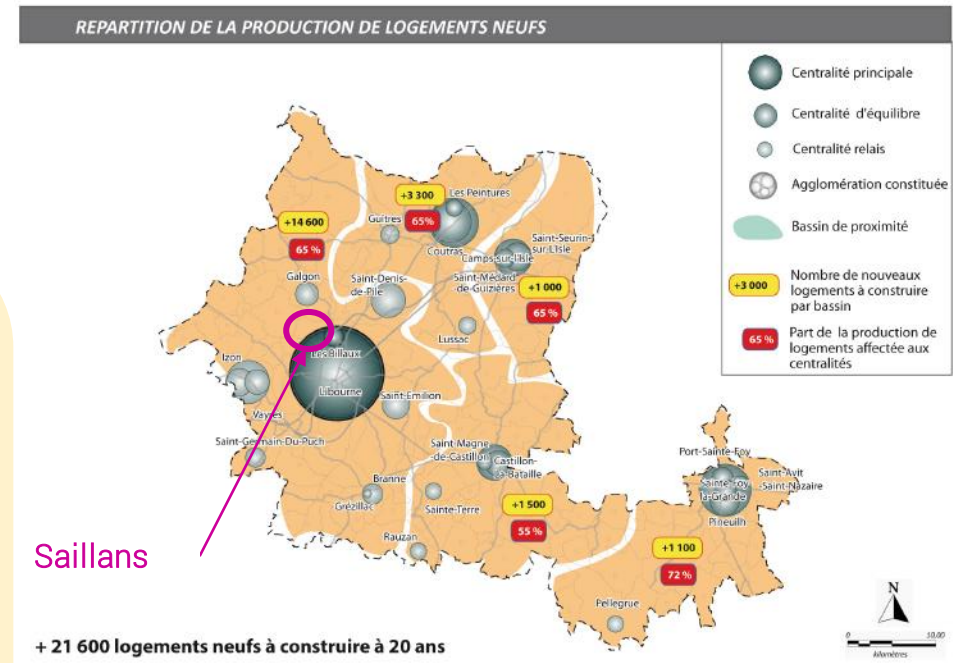 REPARTITION DE LA PRODUCTION DE LOGEMENTS NEUFS
Centralité principale
Centralité d'équilibre
Centralité relais
Agglomération constituée
Bassin de proximité
+3 000
Nombre de nouveaux
logements à construire
par bassin
65 %
Part de la production de
logements affectée aux
centralités
+3 300
65%
Les Peintures
+14 600
65 %
Guîtres
Coutras
Camps-sur-l'Isle
Saint-Seurin-
sur-L'Isle
Saint-Médard
-de-Guizières
+1 000
65 %
Galgon
Saint-Denis-
de-Pile
Lussac
Les Billaux
Izon
Libourne
Saint-Emilion
Vayres
Saint-Germain-Du-Puch
Saint-Magne
-de-Castillon
Castillon-
la-Bataille
Branne
Grézillac
Sainte-Terre
Rauzan
+1 500
55 %
Port-Sainte-Foy
Sainte-Foy
-la-Grande
Saint-Avit
-Saint-Nazaire
Pineuilh
+1 100
72 %
Pellegrue
Saillans
N
0
10,00
kilomètres
+ 21 600 logements neufs à construire à 20 ans